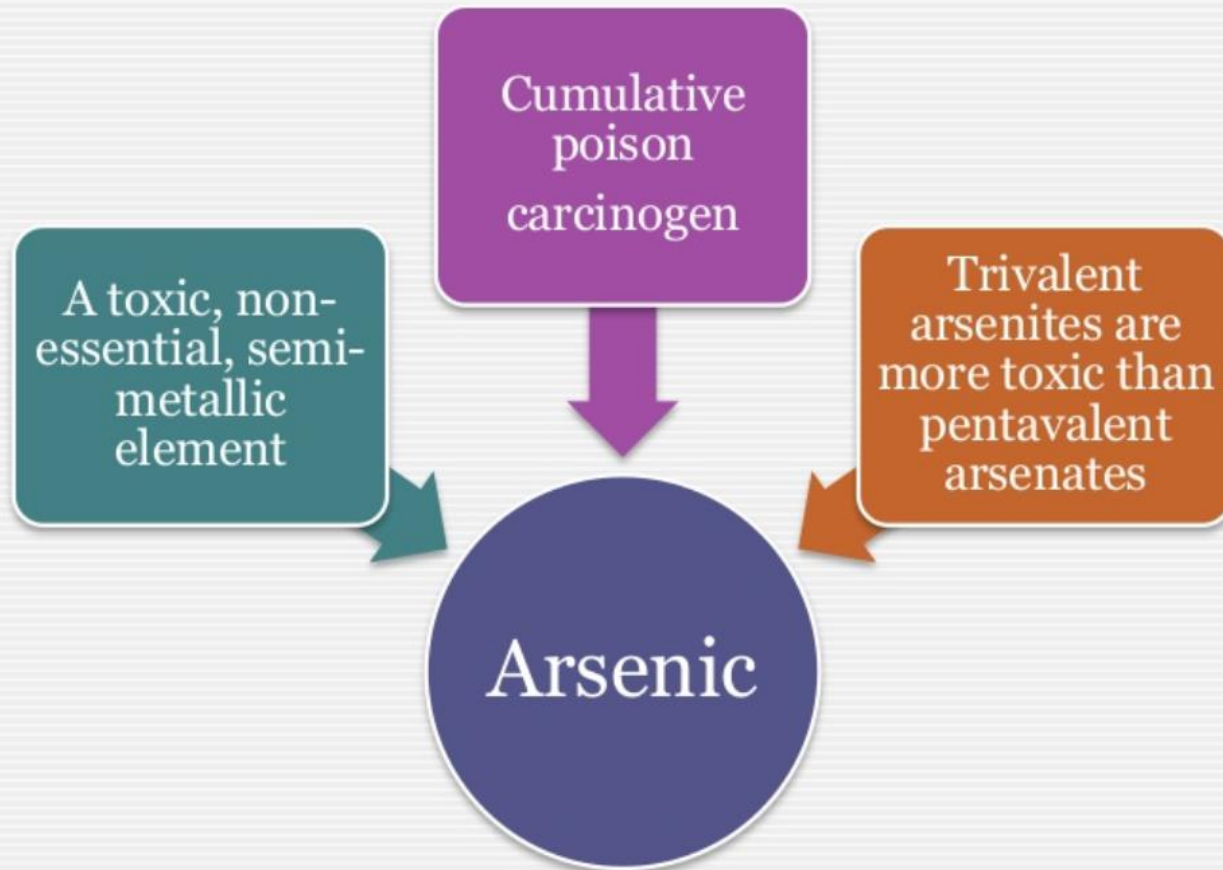 Cumulative
poison
carcinogen
A toxic, non-
essential, semi-
metallic
element
Trivalent
arsenites are
more toxic than
pentavalent
arsenates
Arsenic